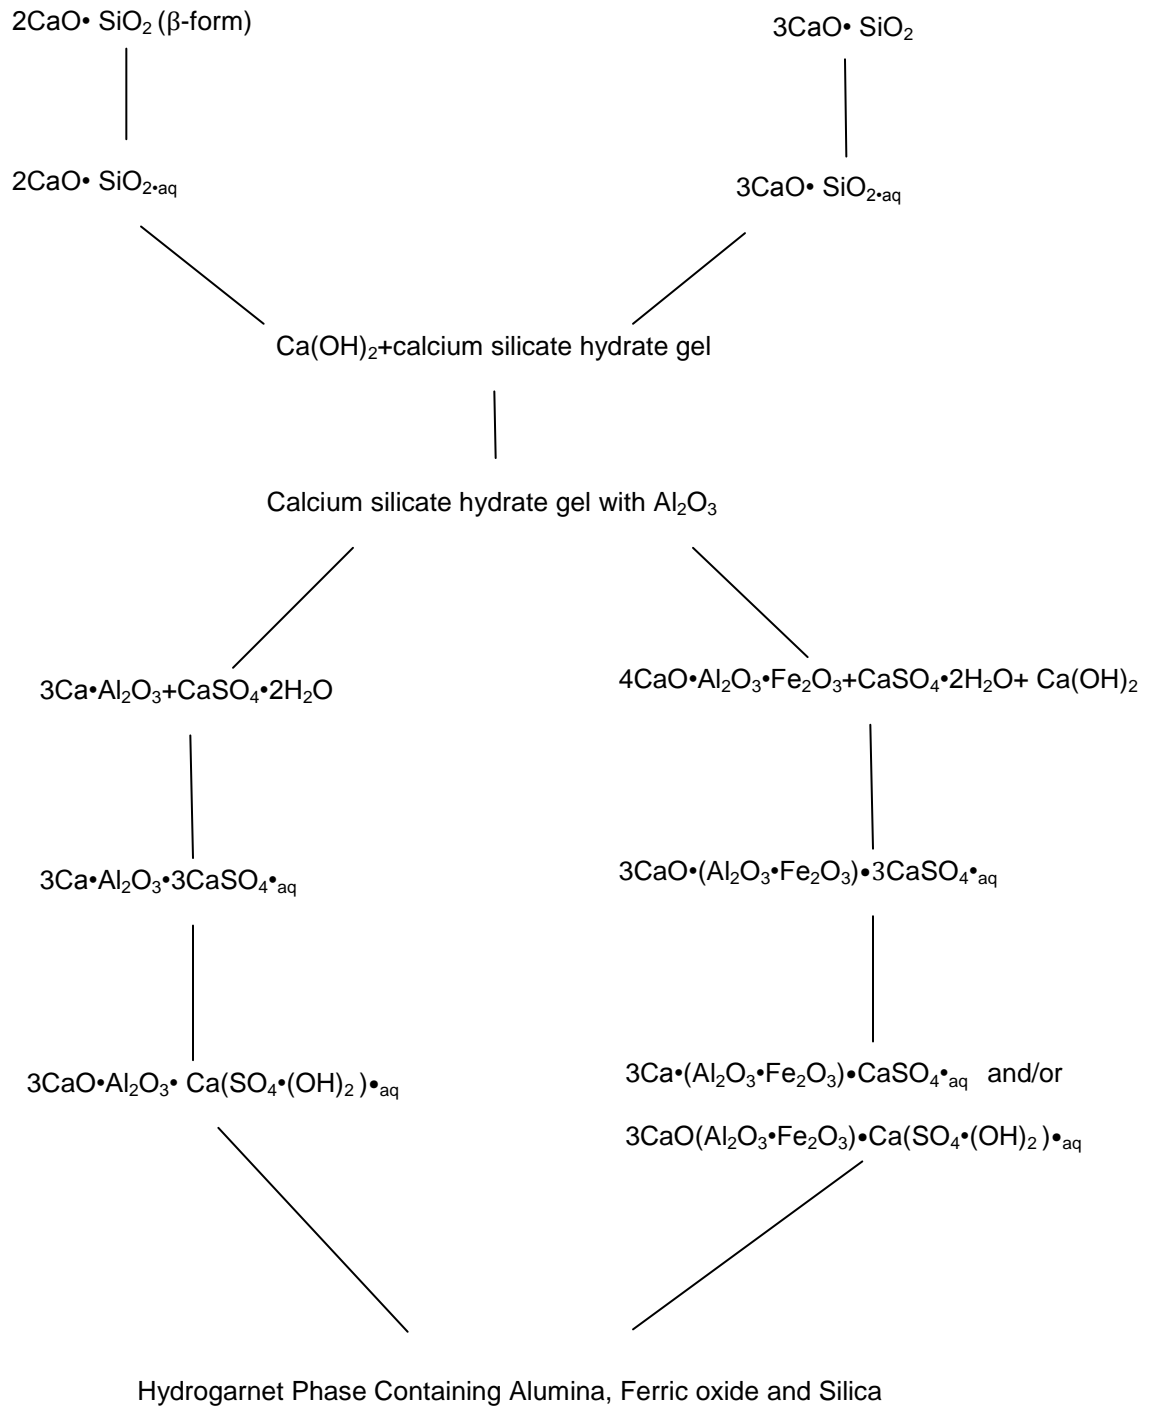 2CaO• SiO₂ (β-form)
3CaO• SiO₂
2CaO• SiO₂•aq
3CaO• SiO₂•aq
Ca(OH)₂+calcium silicate hydrate gel
Calcium silicate hydrate gel with Al₂O₃
3Ca•Al₂O₃+CaSO₄•2H₂O
4CaO•Al₂O₃•Fe₂O₃+CaSO₄•2H₂O+ Ca(OH)₂
3Ca•Al₂O₃•3CaSO₄•aq
3CaO•(Al₂O₃•Fe₂O₃)•3CaSO₄•aq
3CaO•Al₂O₃• Ca(SO₄•(OH)₂ )•aq
3Ca•(Al₂O₃•Fe₂O₃)•CaSO₄•aq and/or
3CaO(Al₂O₃•Fe₂O₃)•Ca(SO₄•(OH)₂ )•aq
Hydrogarnet Phase Containing Alumina, Ferric oxide and Silica